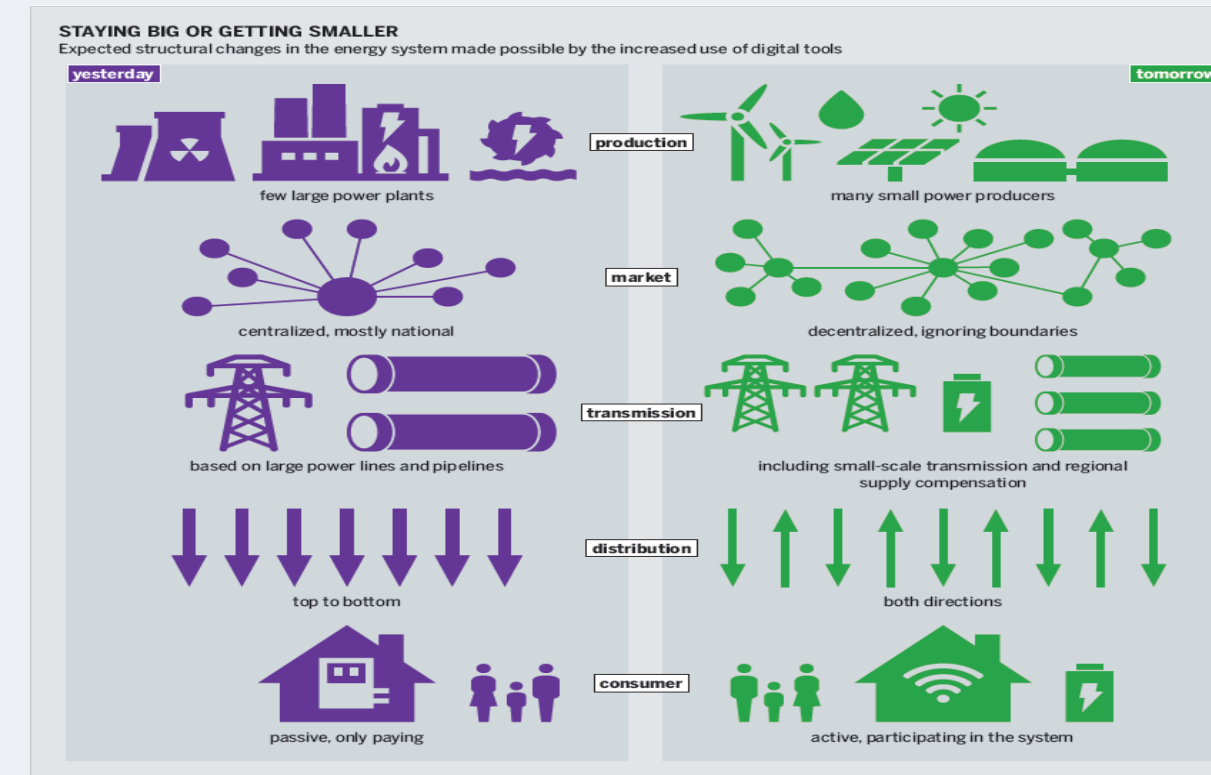 STAYING BIG OR GETTING SMALLER
Expected structural changes in the energy system made possible by the increased use of digital tools
yesterday
tomorrow
production
few large power plants
many small power producers
market
centralized, mostly national
decentralized, ignoring boundaries
transmission
based on large power lines and pipelines
including small-scale transmission and regional
supply compensation
distribution
top to bottom
both directions
consumer
passive, only paying
active, participating in the system